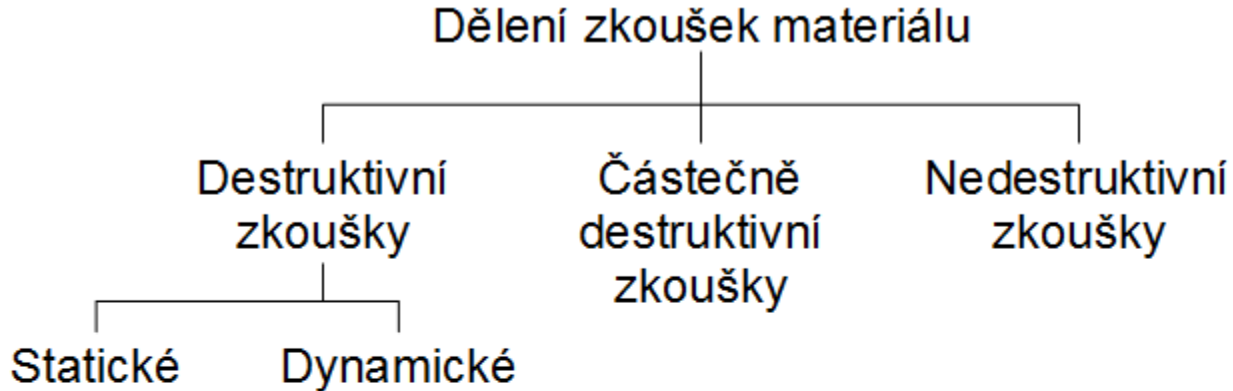 Dělení zkoušek materiálu
Destruktivní
zkoušky
Částečně
destruktivní
zkoušky
Nedestruktivní
zkoušky
Statické
Dynamické